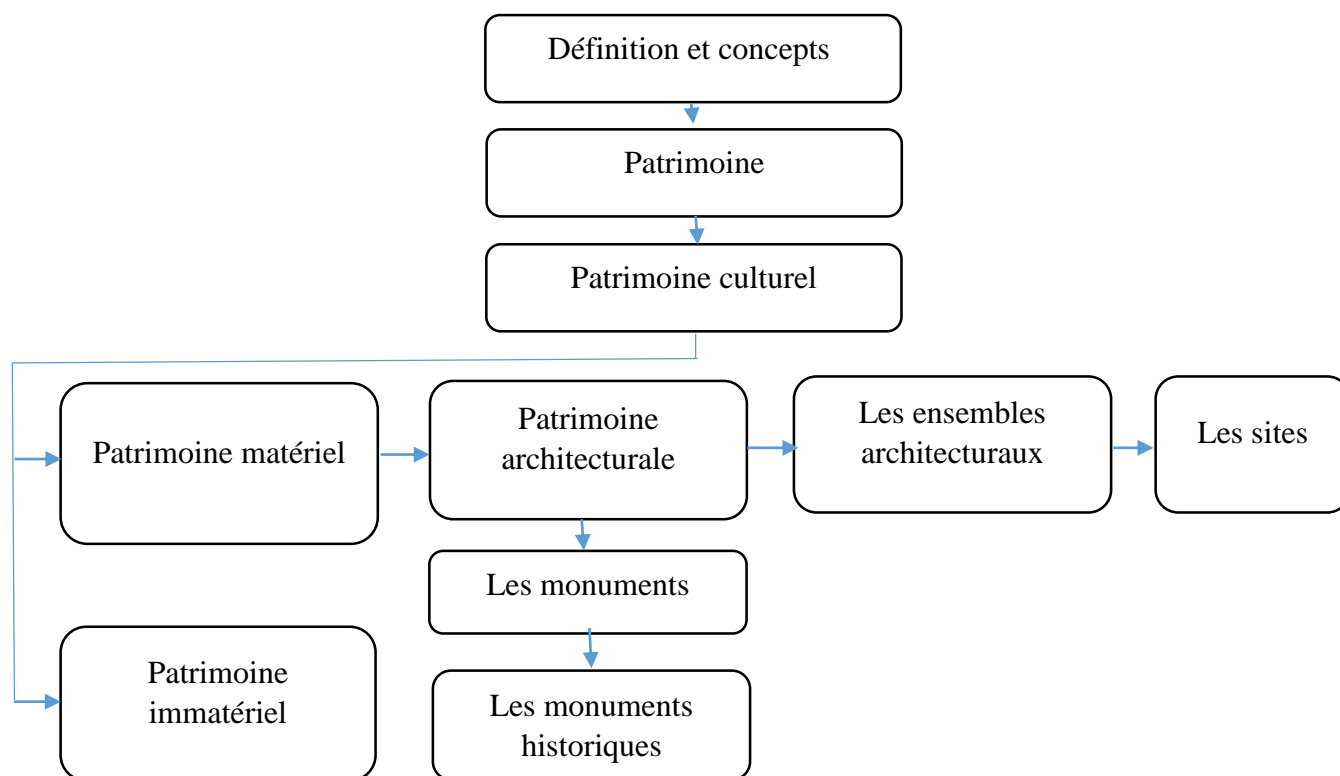 Définition et concepts
Patrimoine
Patrimoine culturel
Patrimoine matériel
Patrimoine
architecturale
Les ensembles
architecturaux
Les sites
Les monuments
Patrimoine
immatériel
Les monuments
historiques